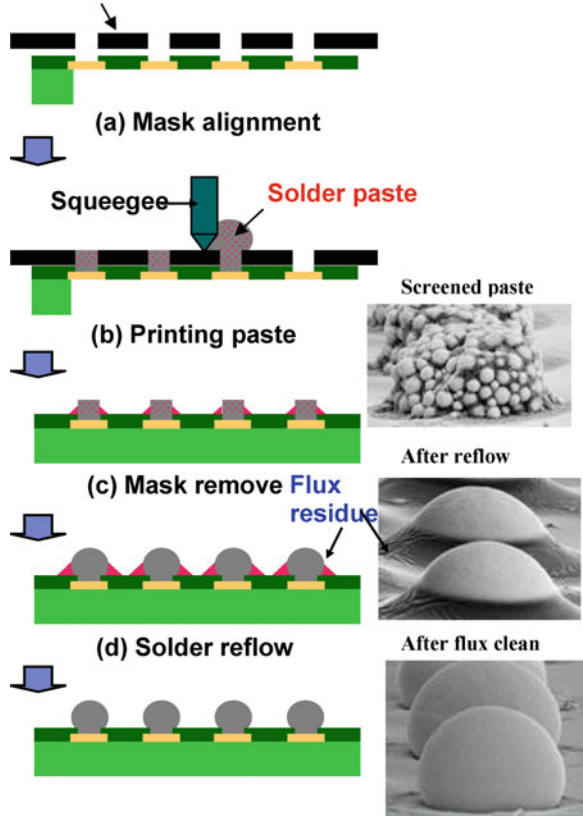 (a) Mask alignment
Squeegee
Solder paste
Screened paste
(b) Printing paste
After reflow
(c) Mask remove
Flux
residue
After flux clean
(d) Solder reflow